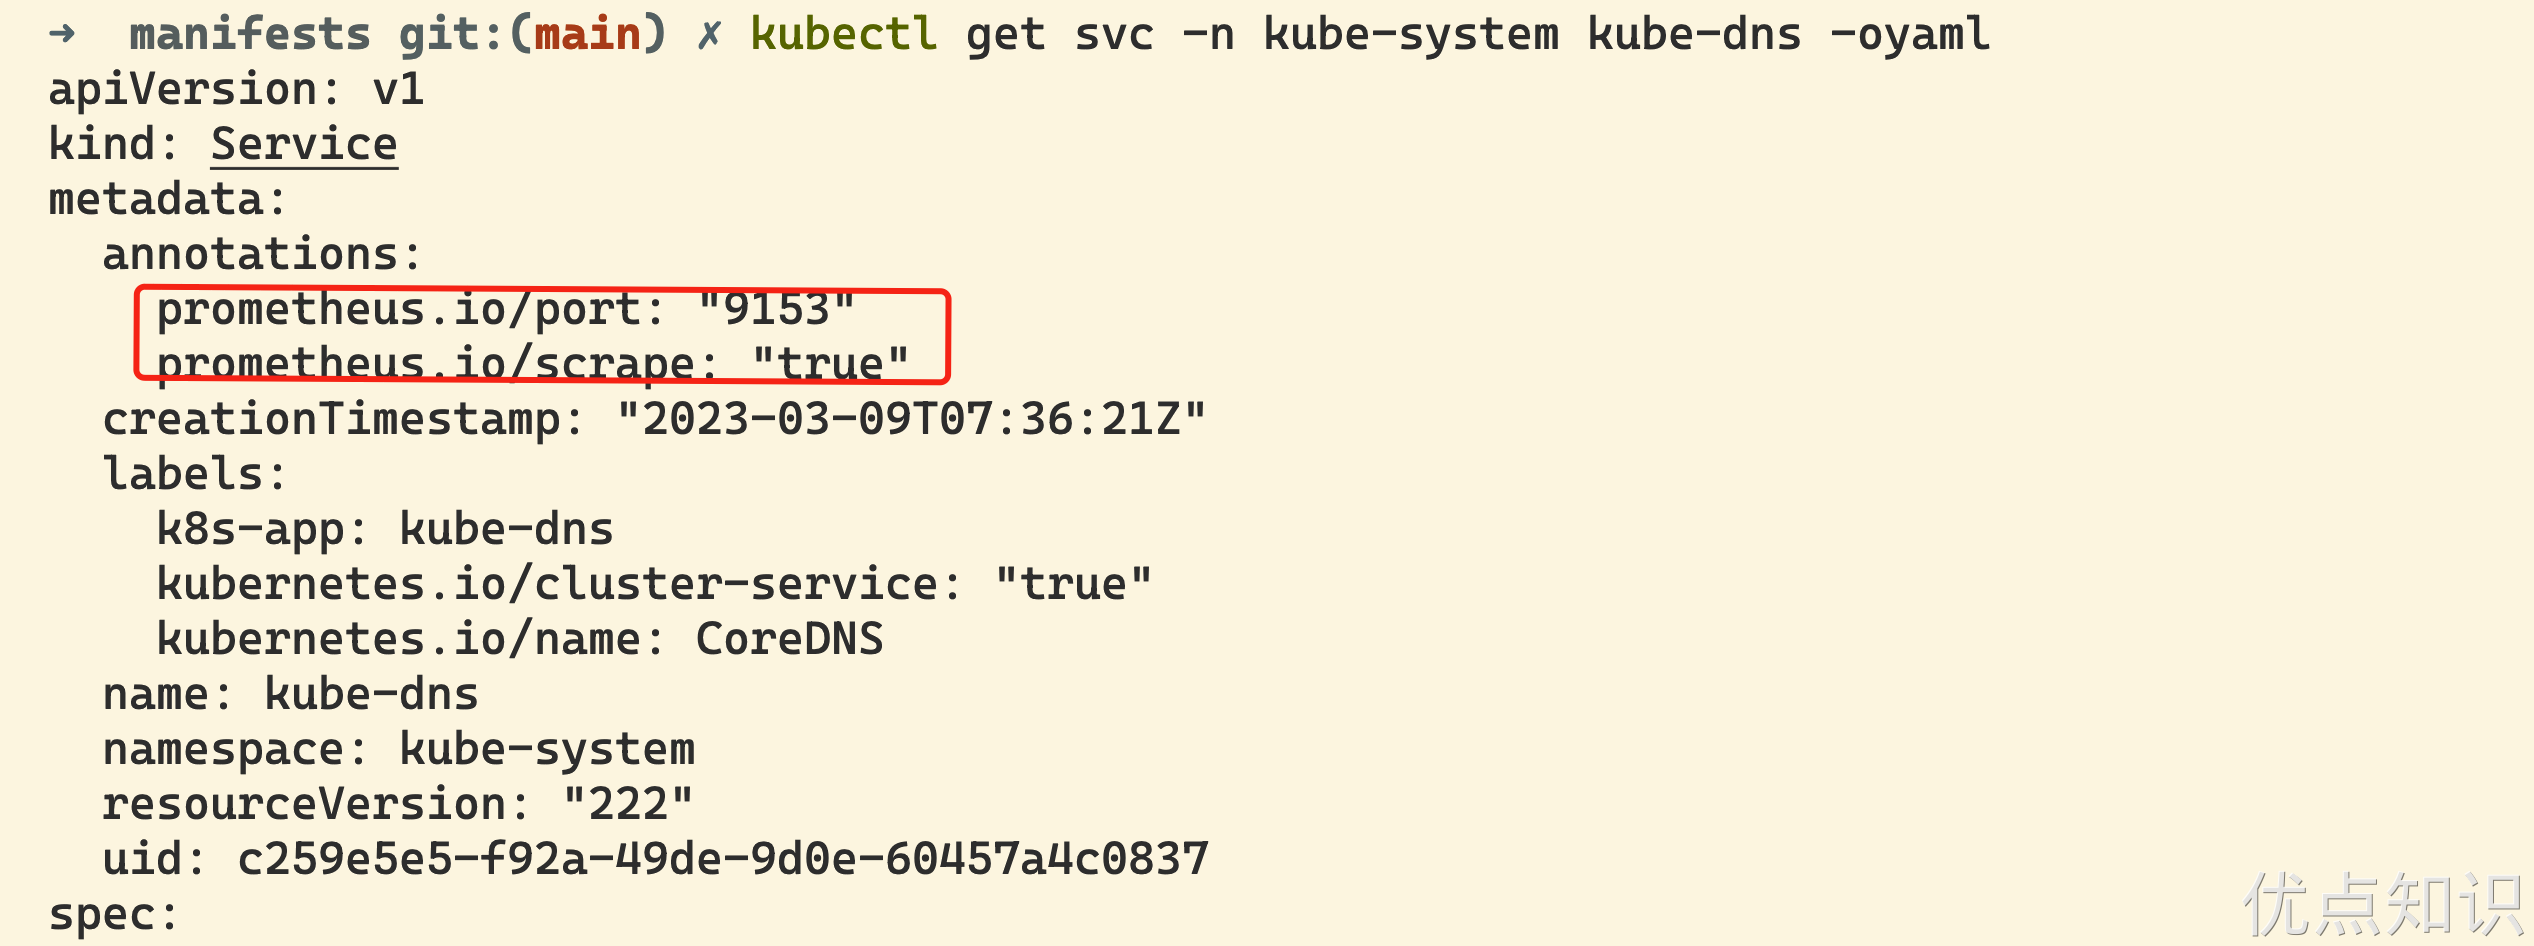 ➜  manifests git:(main) ✗ kubectl get svc -n kube-system kube-dns -oyaml
apiVersion: v1
kind: Service
metadata:
  annotations:
    prometheus.io/port: "9153"
    prometheus.io/scrape: "true"
  creationTimestamp: "2023-03-09T07:36:21Z"
  labels:
    k8s-app: kube-dns
    kubernetes.io/cluster-service: "true"
    kubernetes.io/name: CoreDNS
  name: kube-dns
  namespace: kube-system
  resourceVersion: "222"
  uid: c259e5e5-f92a-49de-9d0e-60457a4c0837
spec:
优点知识